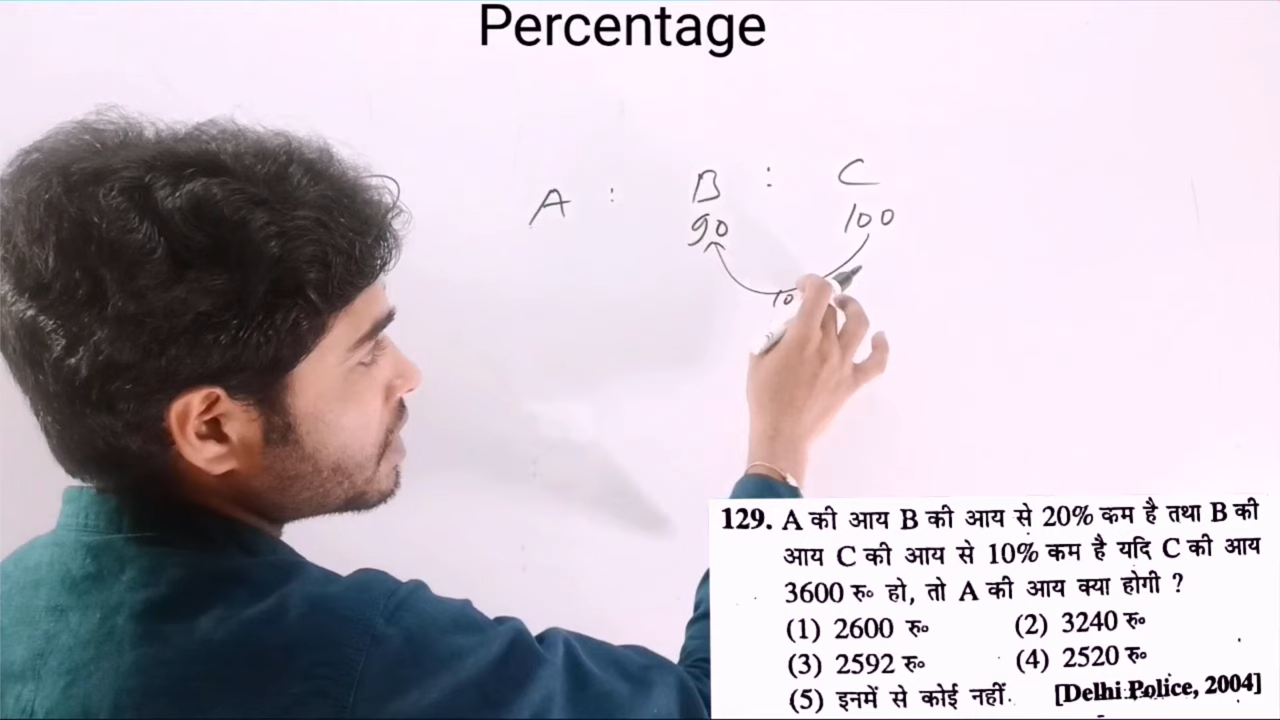 Percentage
A : B : C
90 100
10
129. A की आय B की आय से 20% कम है तथा B की
आय C की आय से 10% कम है यदि C की आय
3600 रु० हो, तो A की आय क्या होगी ?
(1) 2600 रु० (2) 3240 रु०
(3) 2592 रु० (4) 2520 रु०
(5) इनमें से कोई नहीं. [Delhi Police, 2004]